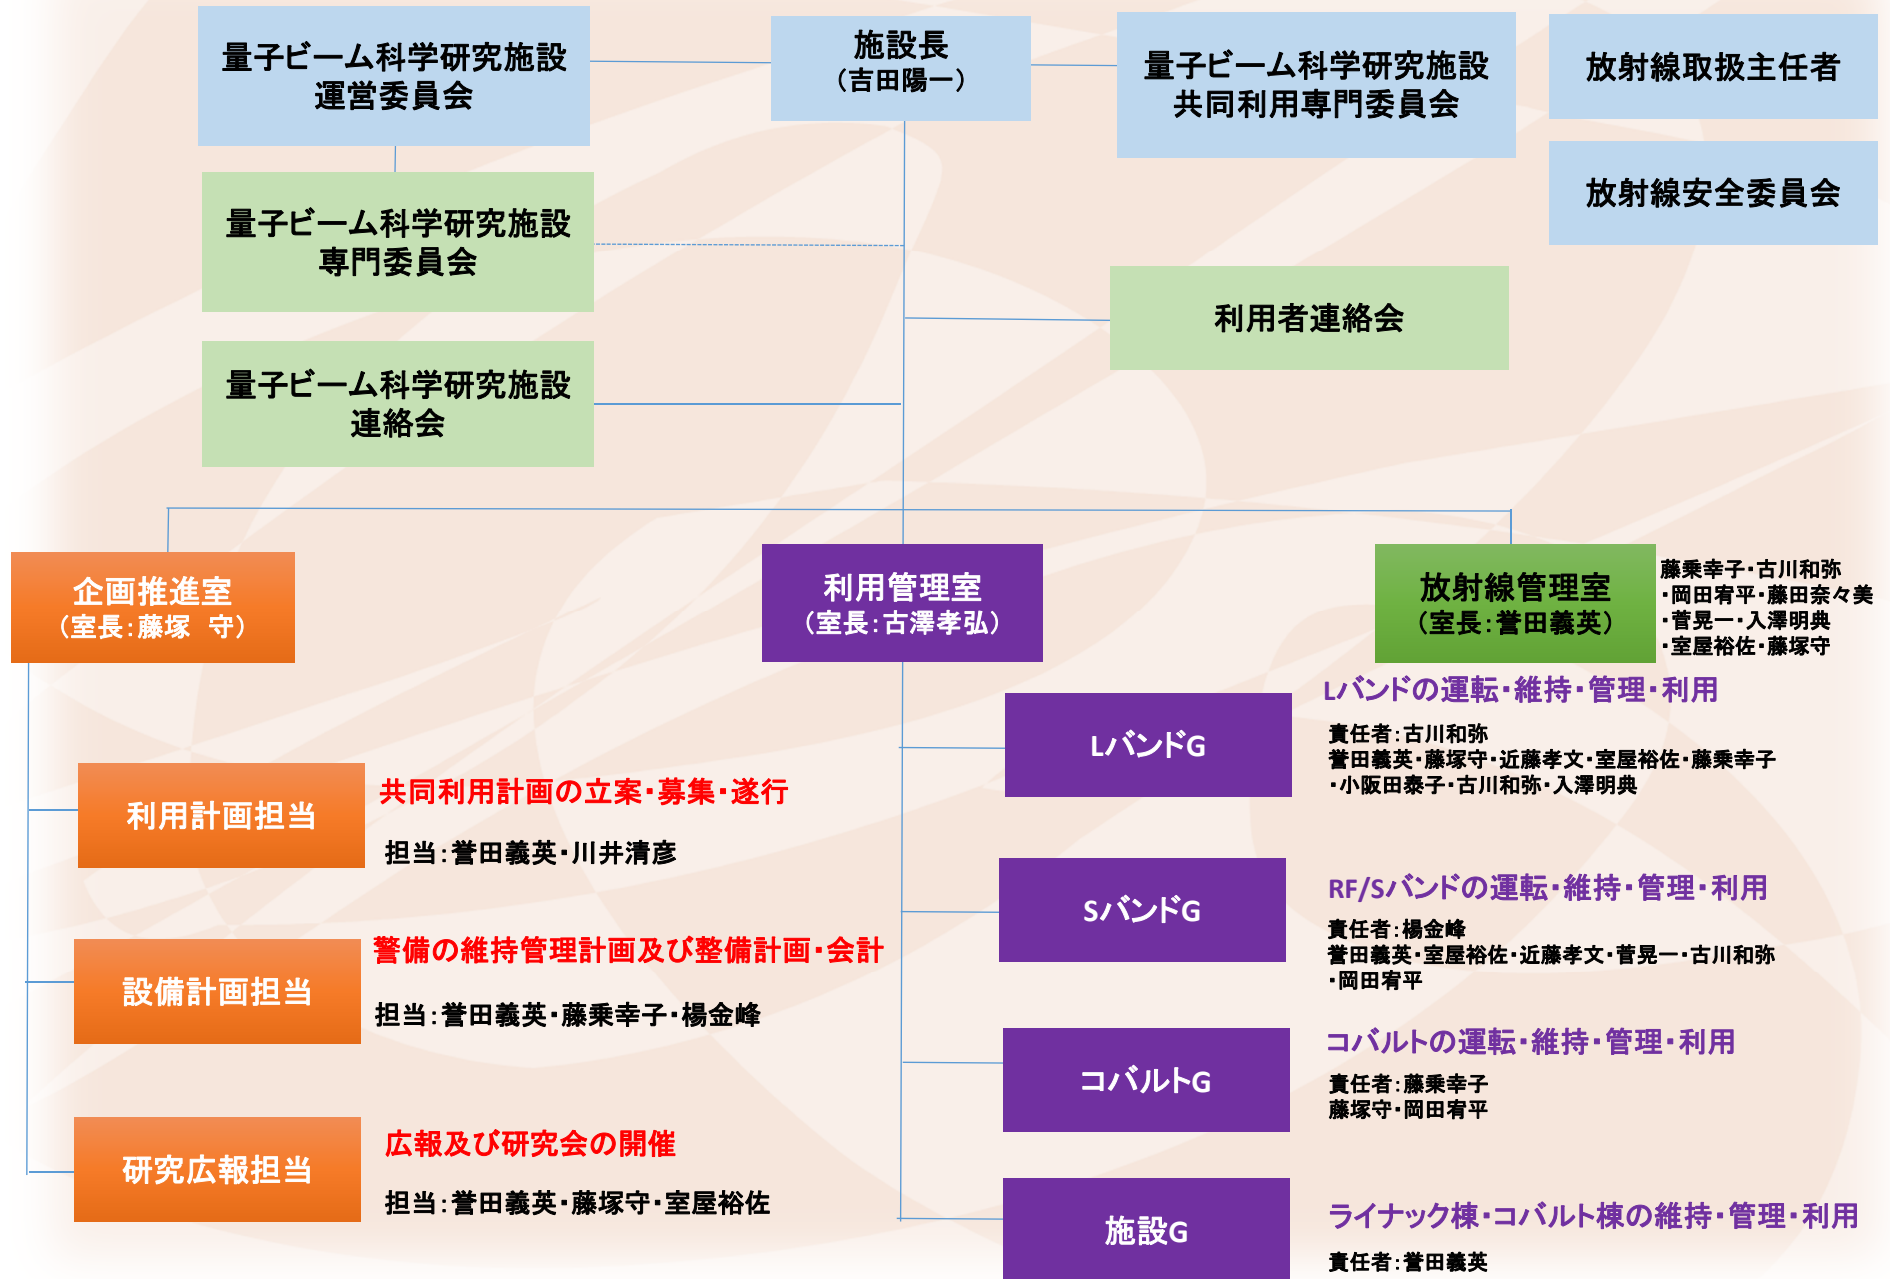 量子ビーム科学研究施設
運営委員会
施設長
（吉田陽一）
量子ビーム科学研究施設
共同利用専門委員会
放射線取扱主任者
放射線安全委員会
量子ビーム科学研究施設
専門委員会
利用者連絡会
量子ビーム科学研究施設
連絡会
企画推進室
（室長：藤塚　守）
利用管理室
（室長：古澤孝弘）
放射線管理室
（室長：誉田義英）
藤乗幸子・古川和弥
・岡田宥平・藤田奈々美
・菅晃一・入澤明典
・室屋裕佐・藤塚守
利用計画担当
共同利用計画の立案・募集・遂行
担当：誉田義英・川井清彦
設備計画担当
警備の維持管理計画及び整備計画・会計
担当：誉田義英・藤乗幸子・楊金峰
研究広報担当
広報及び研究会の開催
担当：誉田義英・藤塚守・室屋裕佐
LバンドG
Lバンドの運転・維持・管理・利用
責任者：古川和弥
誉田義英・藤塚守・近藤孝文・室屋裕佐・藤乗幸子
・小阪田泰子・古川和弥・入澤明典
SバンドG
RF/Sバンドの運転・維持・管理・利用
責任者：楊金峰
誉田義英・室屋裕佐・近藤孝文・菅晃一・古川和弥
・岡田宥平
コバルトG
コバルトの運転・維持・管理・利用
責任者：藤乗幸子
藤塚守・岡田宥平
施設G
ライナック棟・コバルト棟の維持・管理・利用
責任者：誉田義英